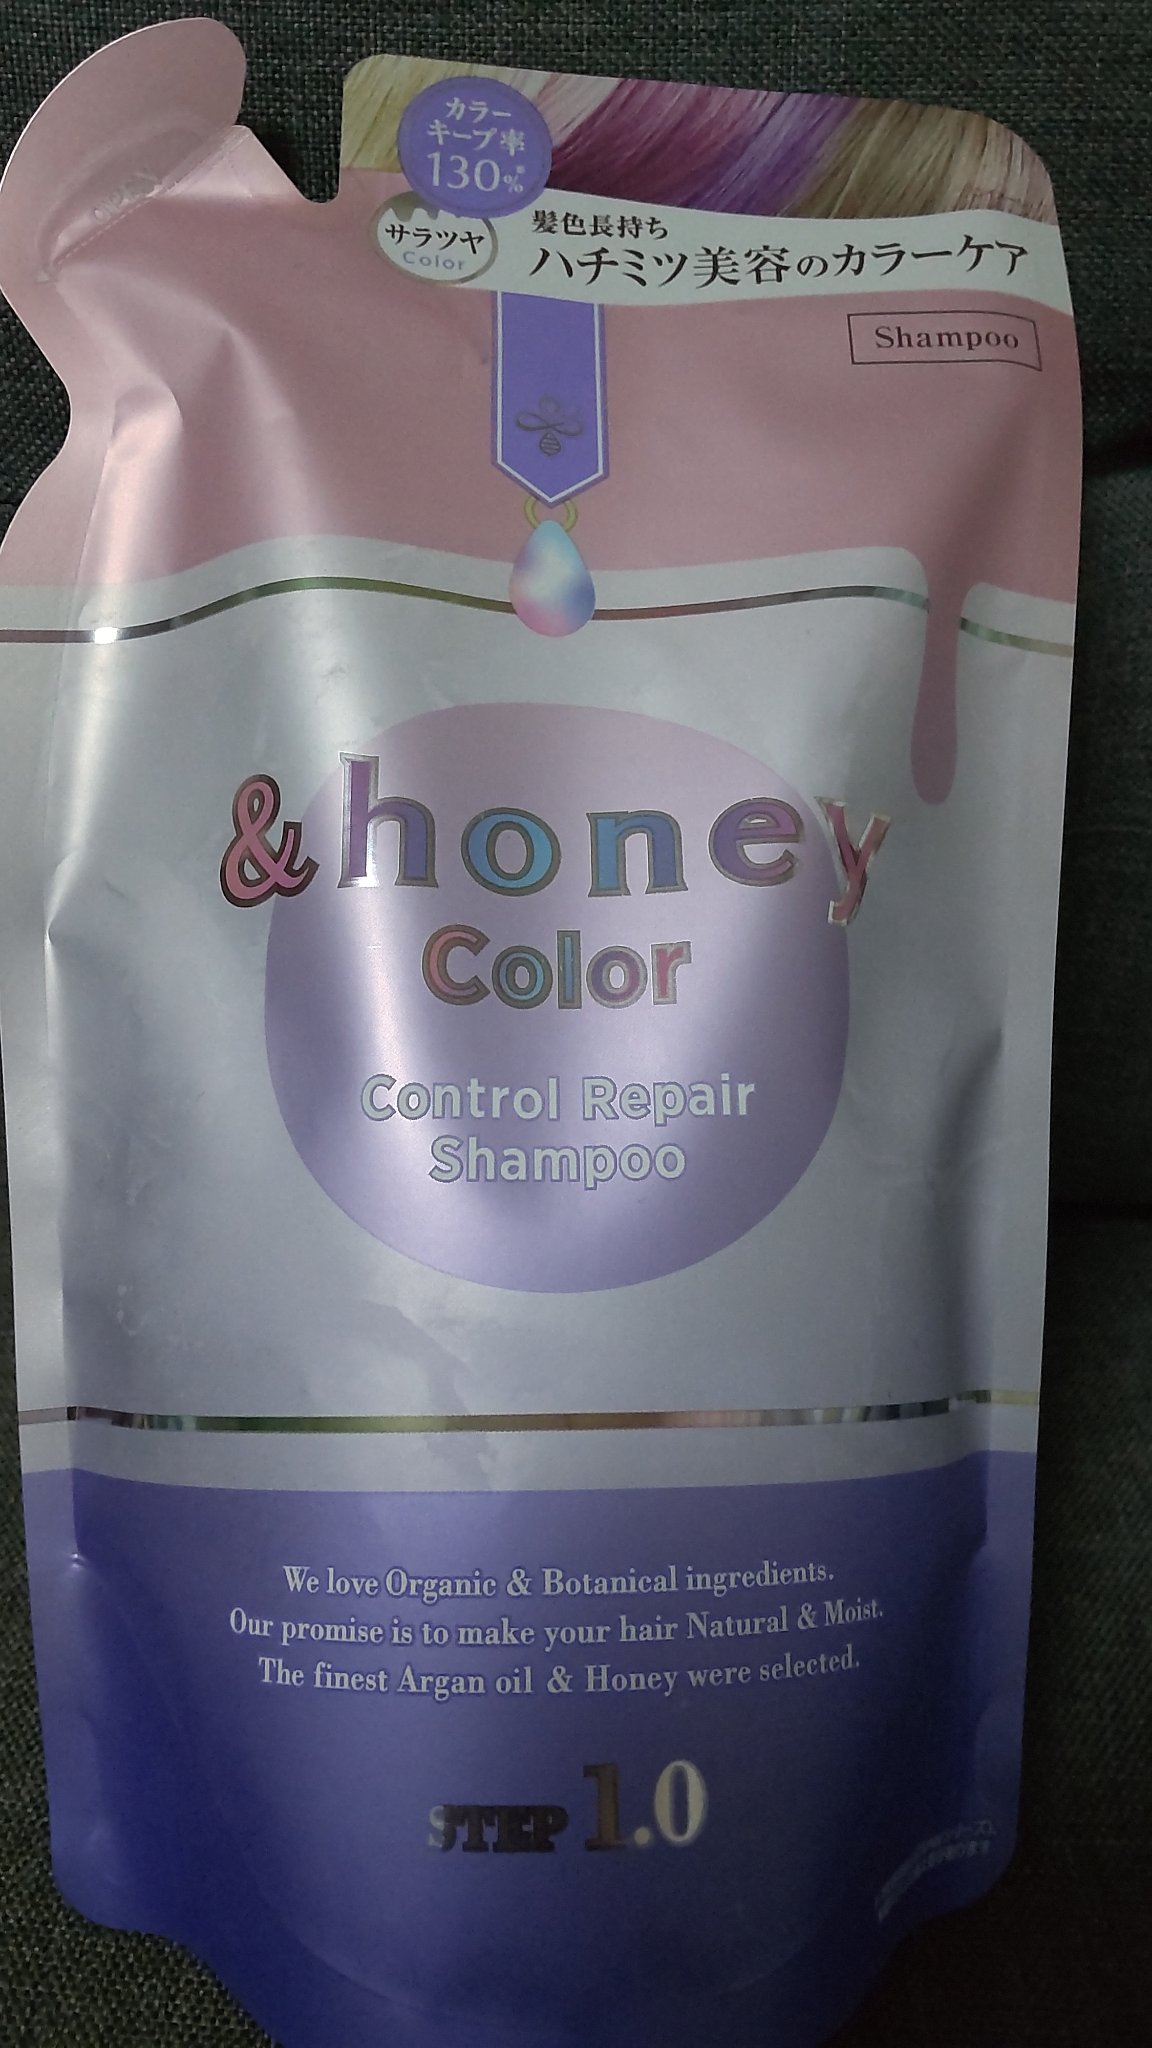 OPEN
カラー
キープ率
130%※
サラツヤ
Color
髪色長持ち
ハチミツ美容のカラーケア
Shampoo
&honey
Color
Control Repair
Shampoo
We love Organic & Botanical ingredients.
Our promise is to make your hair Natural & Moist.
The finest Argan oil & Honey were selected.
STEP 1.0